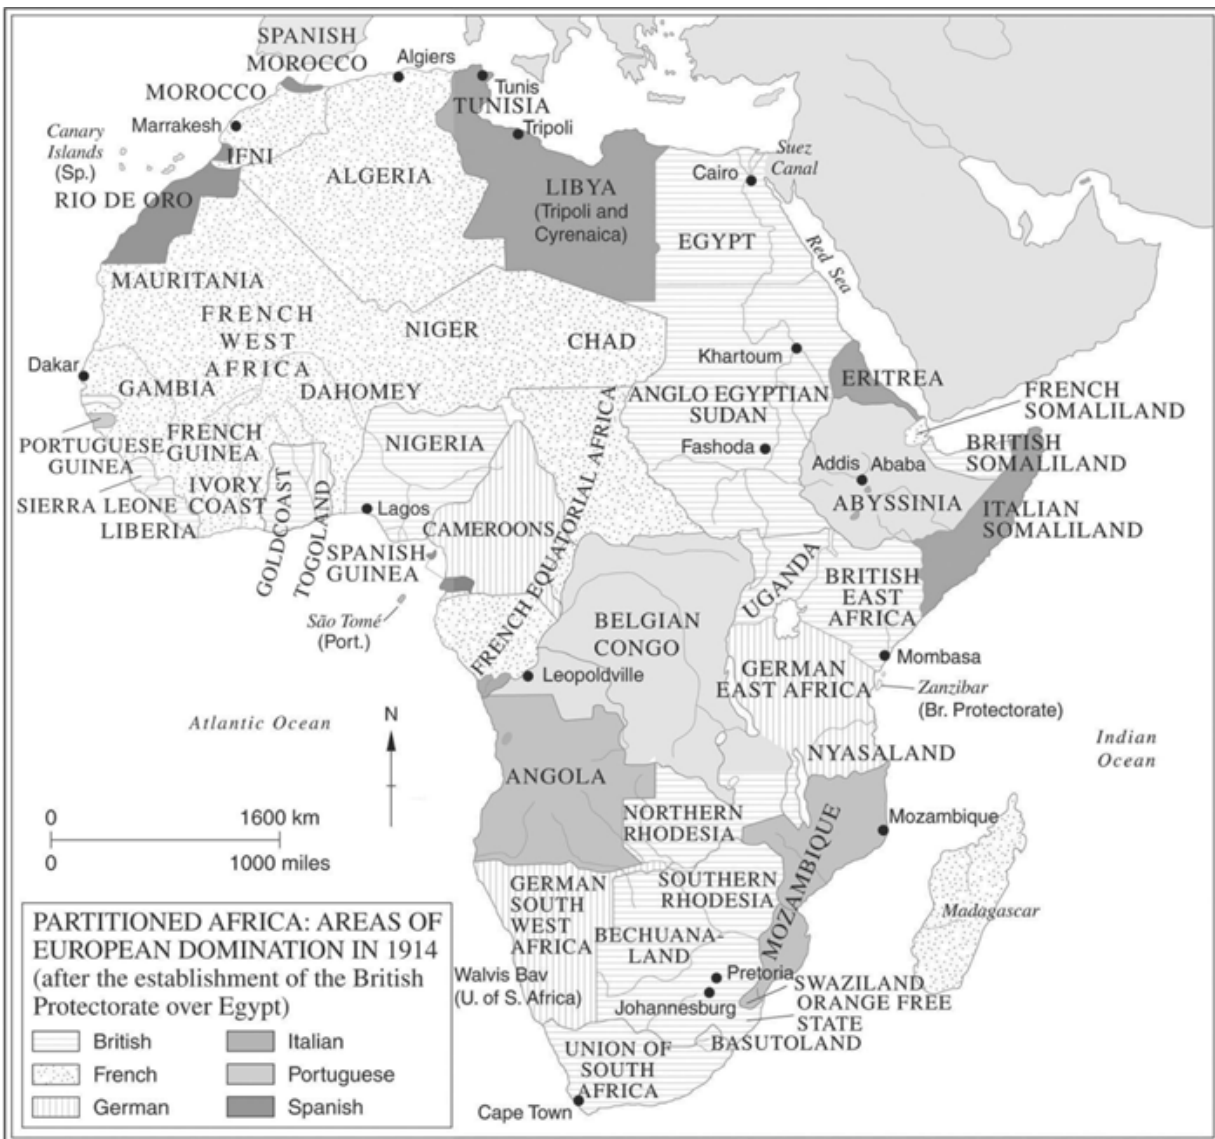 SPANISH
MOROCCO
Algiers
Tunis
TUNISIA
MOROCCO
Marrakesh
Tripoli
Canary
Islands
(Sp.)
IFNI
Suez
Canal
Cairo
ALGERIA
LIBYA
(Tripoli and
Cyrenaica)
RIO DE ORO
EGYPT
Red Sea
MAURITANIA
FRENCH
WEST
AFRICA
NIGER
CHAD
Khartoum
Dakar
GAMBIA
DAHOMEY
ANGLO EGYPTIAN
SUDAN
ERITREA
FRENCH
SOMALILAND
PORTUGUESE
GUINEA
FRENCH
GUINEA
NIGERIA
Fashoda
BRITISH
SOMALILAND
Addis Ababa
ABYSSINIA
SIERRA LEONE
IVORY
COAST
LIBERIA
GOLDCOAST
TOGOLAND
Lagos
CAMEROONS
FRENCH EQUATORIAL AFRICA
ITALIAN
SOMALILAND
SPANISH
GUINEA
UGANDA
BRITISH
EAST
AFRICA
São Tomé
(Port.)
BELGIAN
CONGO
Mombasa
Leopoldville
GERMAN
EAST AFRICA
Zanzibar
(Br. Protectorate)
Atlantic Ocean
N
Indian
Ocean
NYASALAND
ANGOLA
0 1600 km
0 1000 miles
NORTHERN
RHODESIA
MOZAMBIQUE
Mozambique
GERMAN
SOUTH
WEST
AFRICA
SOUTHERN
RHODESIA
Madagascar
BECHUANA-
LAND
Walvis Bav
(U. of S. Africa)
Pretoria
Johannesburg
SWAZILAND
ORANGE FREE
STATE
BASUTOLAND
UNION OF
SOUTH
AFRICA
Cape Town
PARTITIONED AFRICA: AREAS OF
EUROPEAN DOMINATION IN 1914
(after the establishment of the British
Protectorate over Egypt)
British
Italian
French
Portuguese
German
Spanish